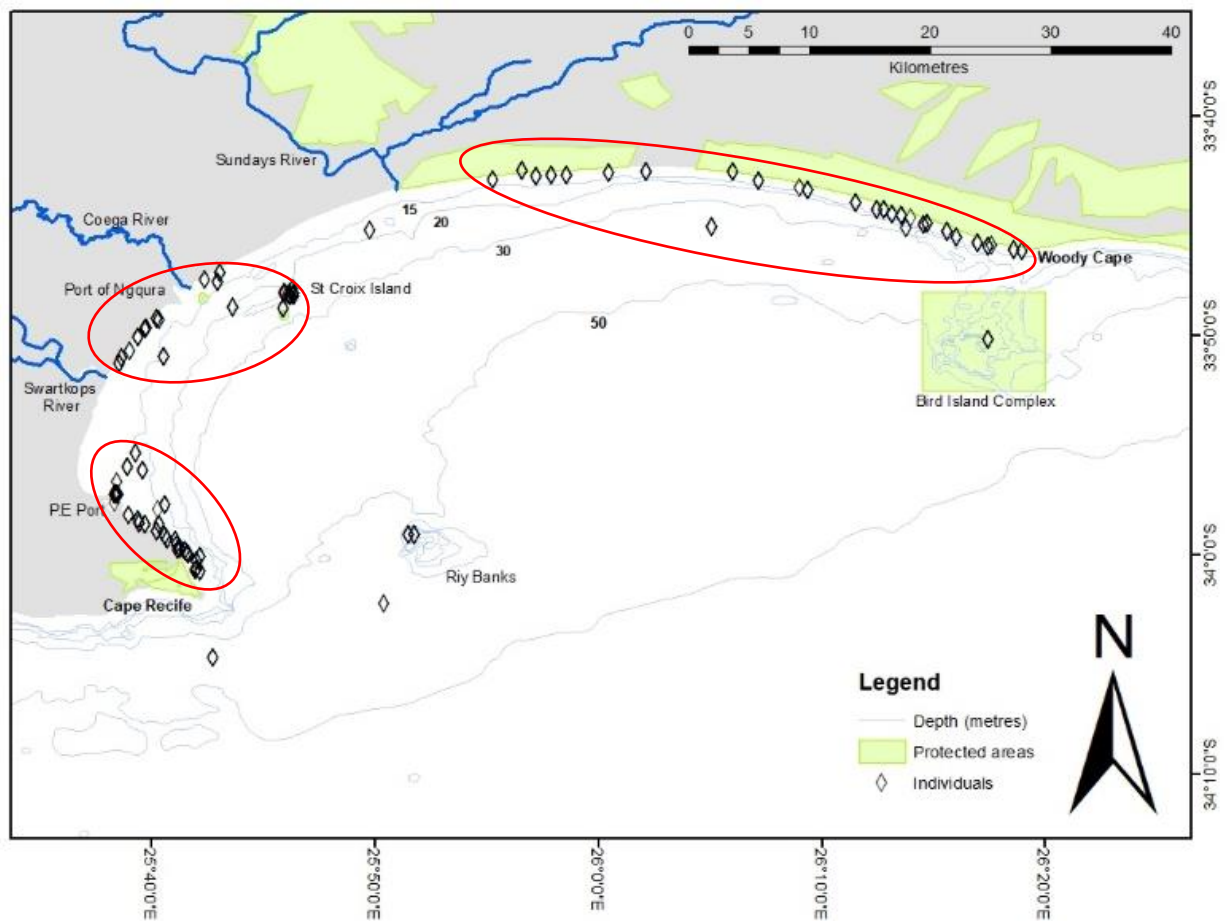 0 5 10 20 30 40
Kilometres
33°40'0"S
Sundays River
Coega River
15
20
30
Woody Cape
Port of Ngqura
St Croix Island
50
33°50'0"S
Swartkops
River
Bird Island Complex
P.E Port
34°0'0"S
Riy Banks
Cape Recife
N
Legend
Depth (metres)
Protected areas
Individuals
34°10'0"S
25°40'0"E
25°50'0"E
26°0'0"E
26°10'0"E
26°20'0"E